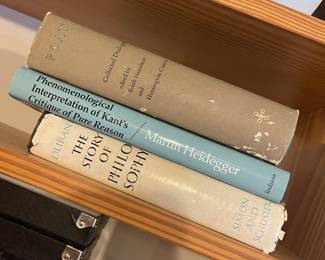 PLATO
Collected Dialogues
edited by
Edith Hamilton
and
Huntington Cairns
Phenomenological
Interpretation of Kant's
Critique of Pure Reason
Martin Heidegger
Indiana
DURANT
THE
STORY
OF
PHILO
SOPHY
SIMON
AND
SCHUSTER